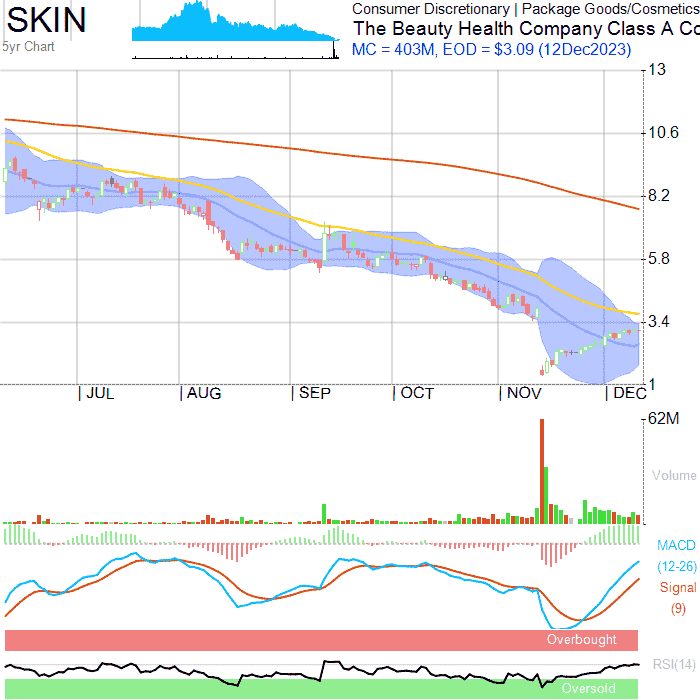 SKIN
5yr Chart
Consumer Discretionary | Package Goods/Cosmetics
The Beauty Health Company Class A Co
MC = 403M, EOD = $3.09 (12Dec2023)
13
10.6
8.2
5.8
3.4
1
JUL
AUG
SEP
OCT
NOV
DEC
62M
Volume
MACD
(12-26)
Signal
(9)
Overbought
RSI(14)
Oversold